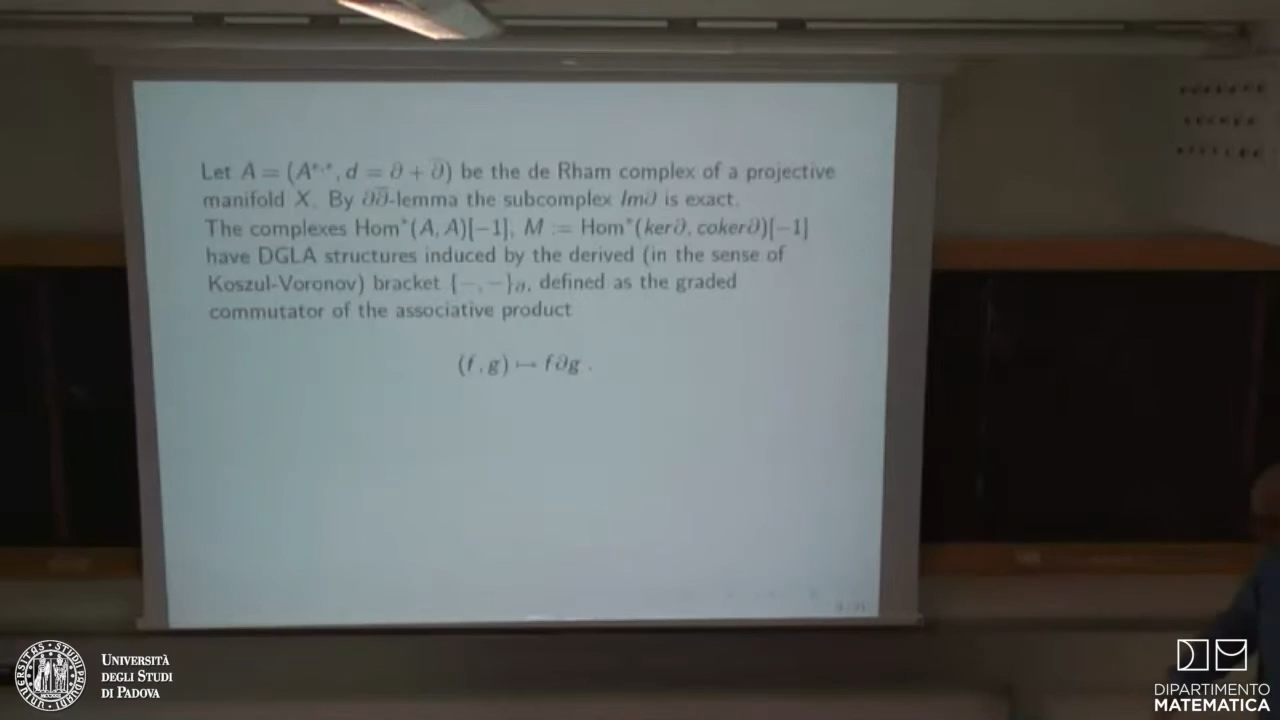 Let A = (A*,*, d = ∂ + ∂̅) be the de Rham complex of a projective
manifold X. By ∂∂̅-lemma the subcomplex Im∂ is exact.
The complexes Hom*(A, A)[−1], M := Hom*(ker∂, coker∂)[−1]
have DGLA structures induced by the derived (in the sense of
Koszul-Voronov) bracket {−, −}∂, defined as the graded
commutator of the associative product
(f, g) ↦ f∂g .
UNIVERSITÀ
DEGLI STUDI
DI PADOVA
DIPARTIMENTO
MATEMATICA